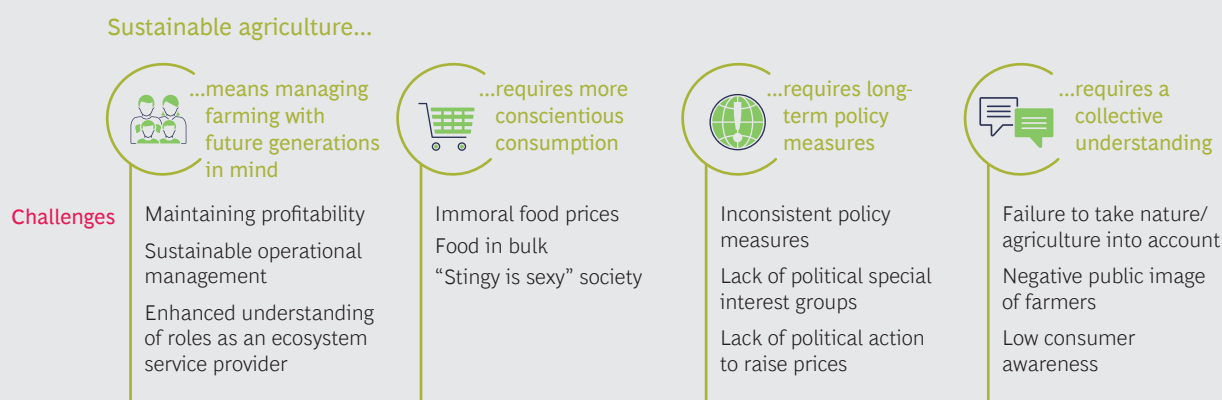 Sustainable agriculture...
...means managing
farming with
future generations
in mind
...requires more
conscientious
consumption
...requires long-
term policy
measures
...requires a
collective
understanding
Challenges
Maintaining profitability
Sustainable operational
management
Enhanced understanding
of roles as an ecosystem
service provider
Immoral food prices
Food in bulk
“Stingy is sexy” society
Inconsistent policy
measures
Lack of political special
interest groups
Lack of political action
to raise prices
Failure to take nature/
agriculture into account
Negative public image
of farmers
Low consumer
awareness